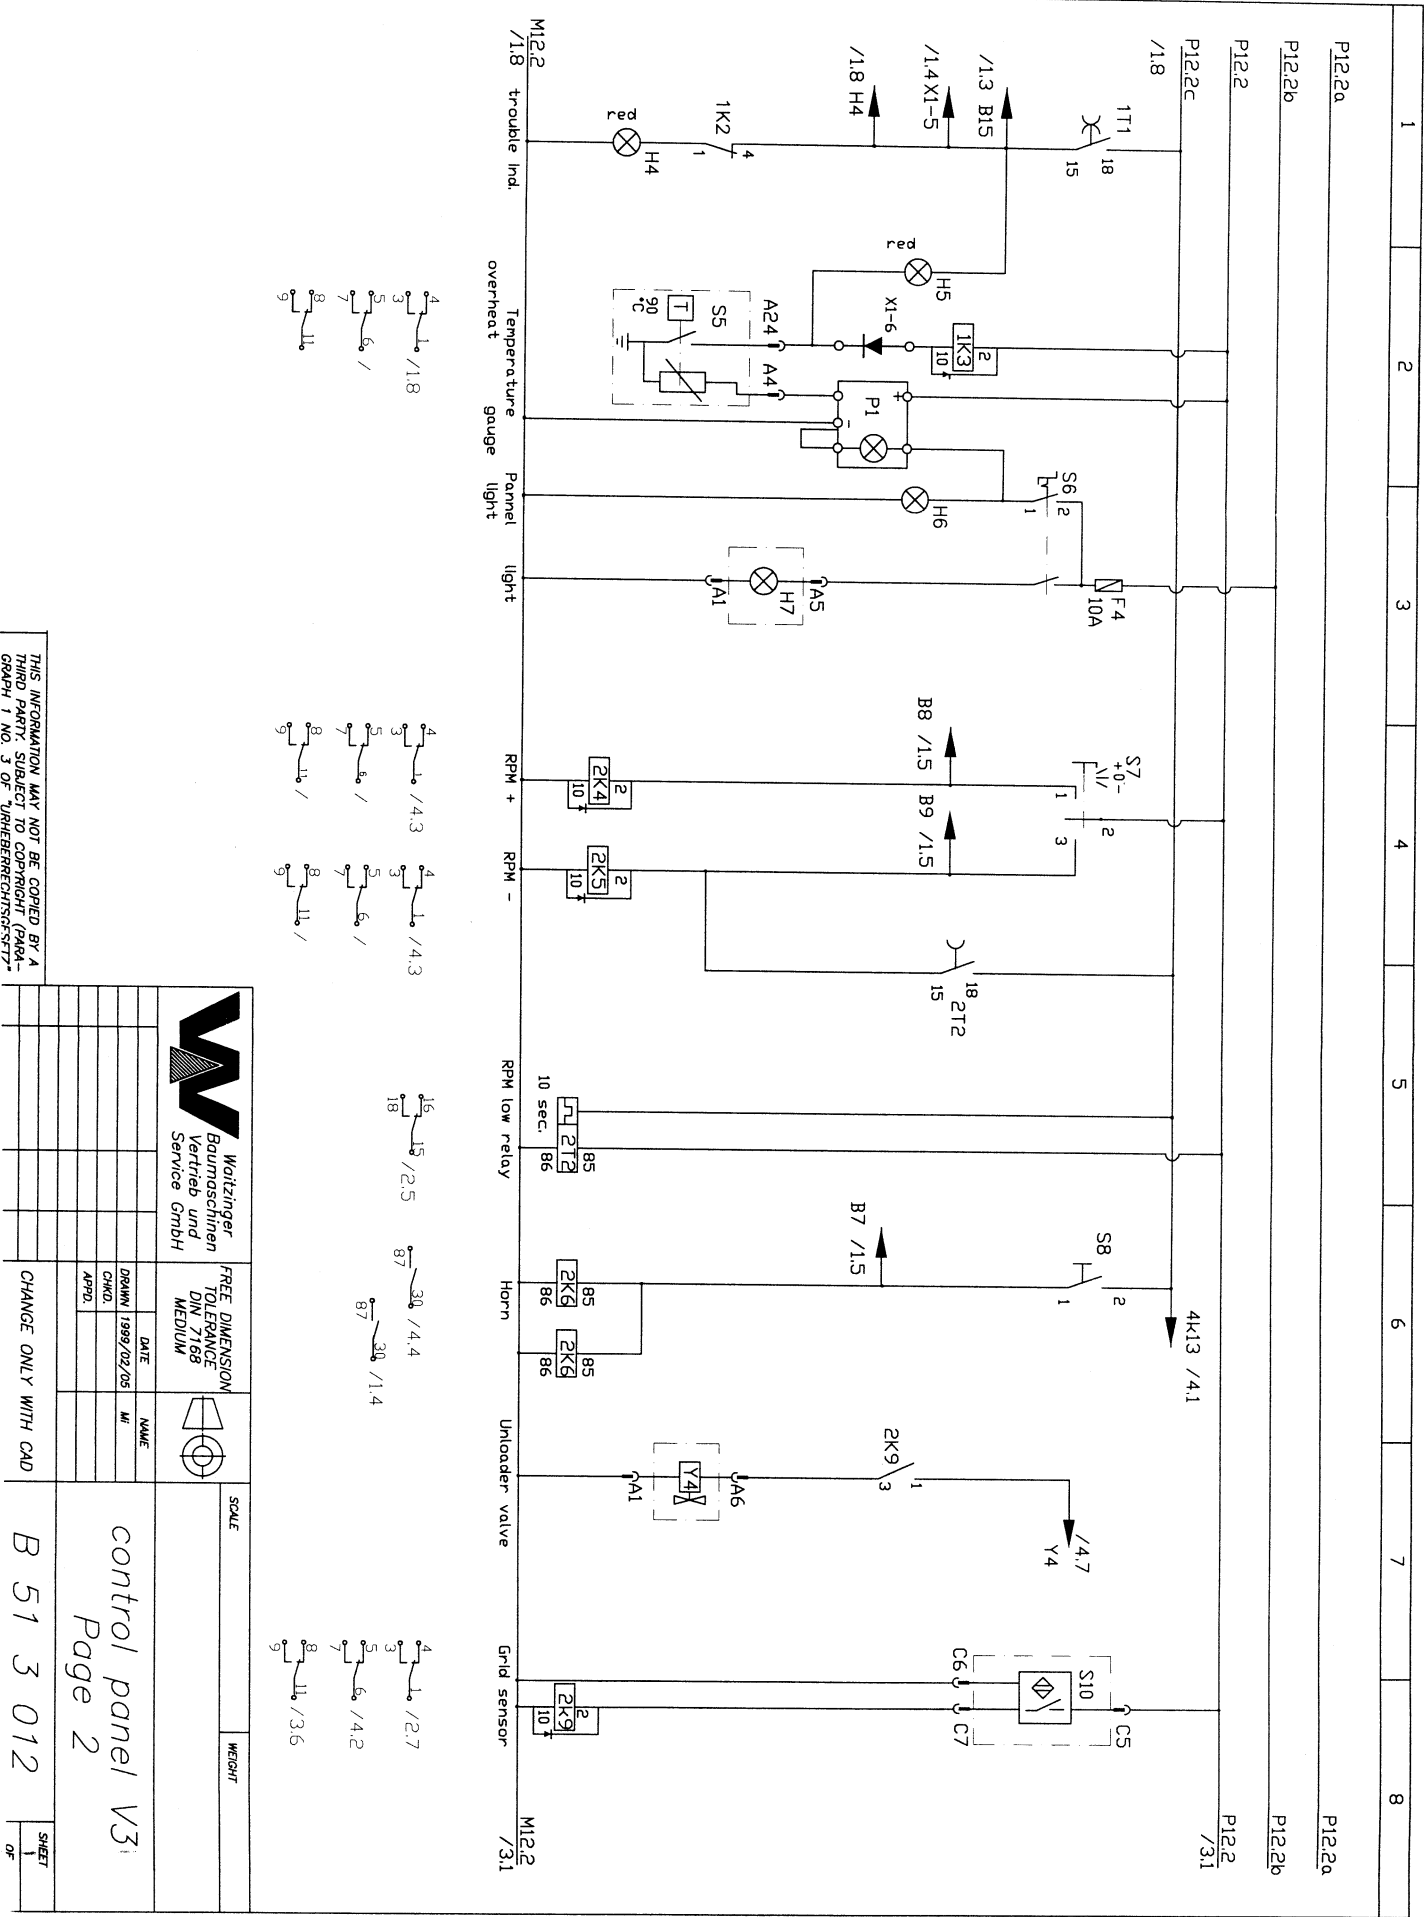 1
2
3
4
5
6
7
8
P12.2a
P12.2b
P12.2
P12.2c
/1.8
P12.2a
P12.2b
P12.2
/3.1
1T1
18
15
/1.3 B15
/1.4 X1-5
/1.8 H4
1K2
4
1
H4
red
M12.2
/1.8
trouble ind.
H5
red
1K3
2
10
X1-6
A24
A4
S5
T
90
°C
P1
+
-
Temperature
overheat
gauge
S6
2
1
H6
Pannel
light
F4
10A
A5
H7
A1
light
S7
+0-
1
2
3
B8 /1.5
B9 /1.5
2K4
2
10
RPM +
2K5
2
10
RPM -
18
15
2T2
10 sec.
2T2
85
86
RPM low relay
S8
2
1
4k13 /4.1
B7 /1.5
2K6
85
86
2K6
85
86
Horn
/4.7
Y4
2K9
1
3
A6
Y4
A1
Unloader valve
S10
C5
C6
C7
2k9
2
10
Grid sensor
M12.2
/3.1
4
3
1 /1.8
5
7
6 /
8
9
11
4
3
1 /4.3
5
7
6 /
8
9
11 /
4
3
1 /4.3
5
7
6 /
8
9
11 /
16
18
15 /2.5
87
30 /4.4
87
30 /1.4
4
3
1 /2.7
5
7
6 /4.2
8
9
11 /3.6
THIS INFORMATION MAY NOT BE COPIED BY A
THIRD PARTY. SUBJECT TO COPYRIGHT (PARA-
GRAPH 1 NO. 3 OF "URHEBERRECHTSGESETZ"
Waitzinger
Baumaschinen
Vertrieb und
Service GmbH
FREE DIMENSION
TOLERANCE
DIN 7168
MEDIUM
DATE
NAME
DRAWN 1999/02/05 Mi
CHKD.
APPD.
CHANGE ONLY WITH CAD
SCALE
WEIGHT
control panel V3
Page 2
B 51 3 012
SHEET
1
OF